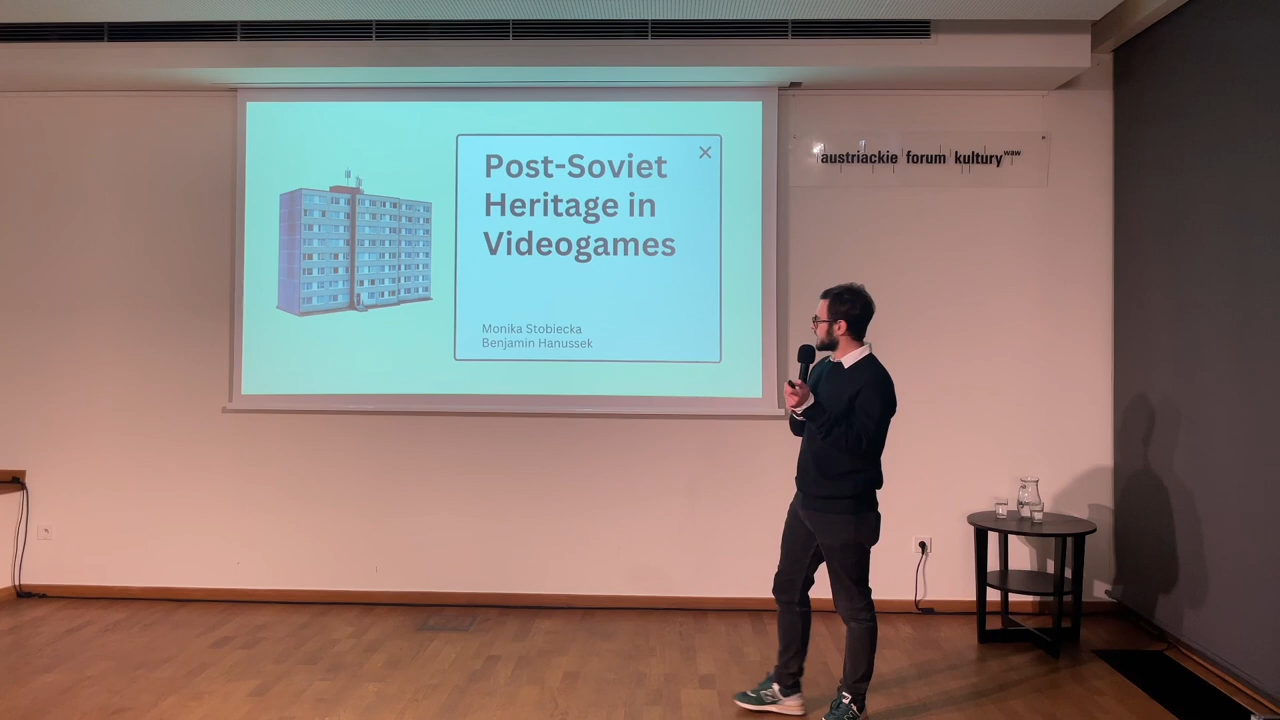 Post-Soviet
Heritage in
Videogames
Monika Stobiecka
Benjamin Hanussek
austriackie forum kultury waw